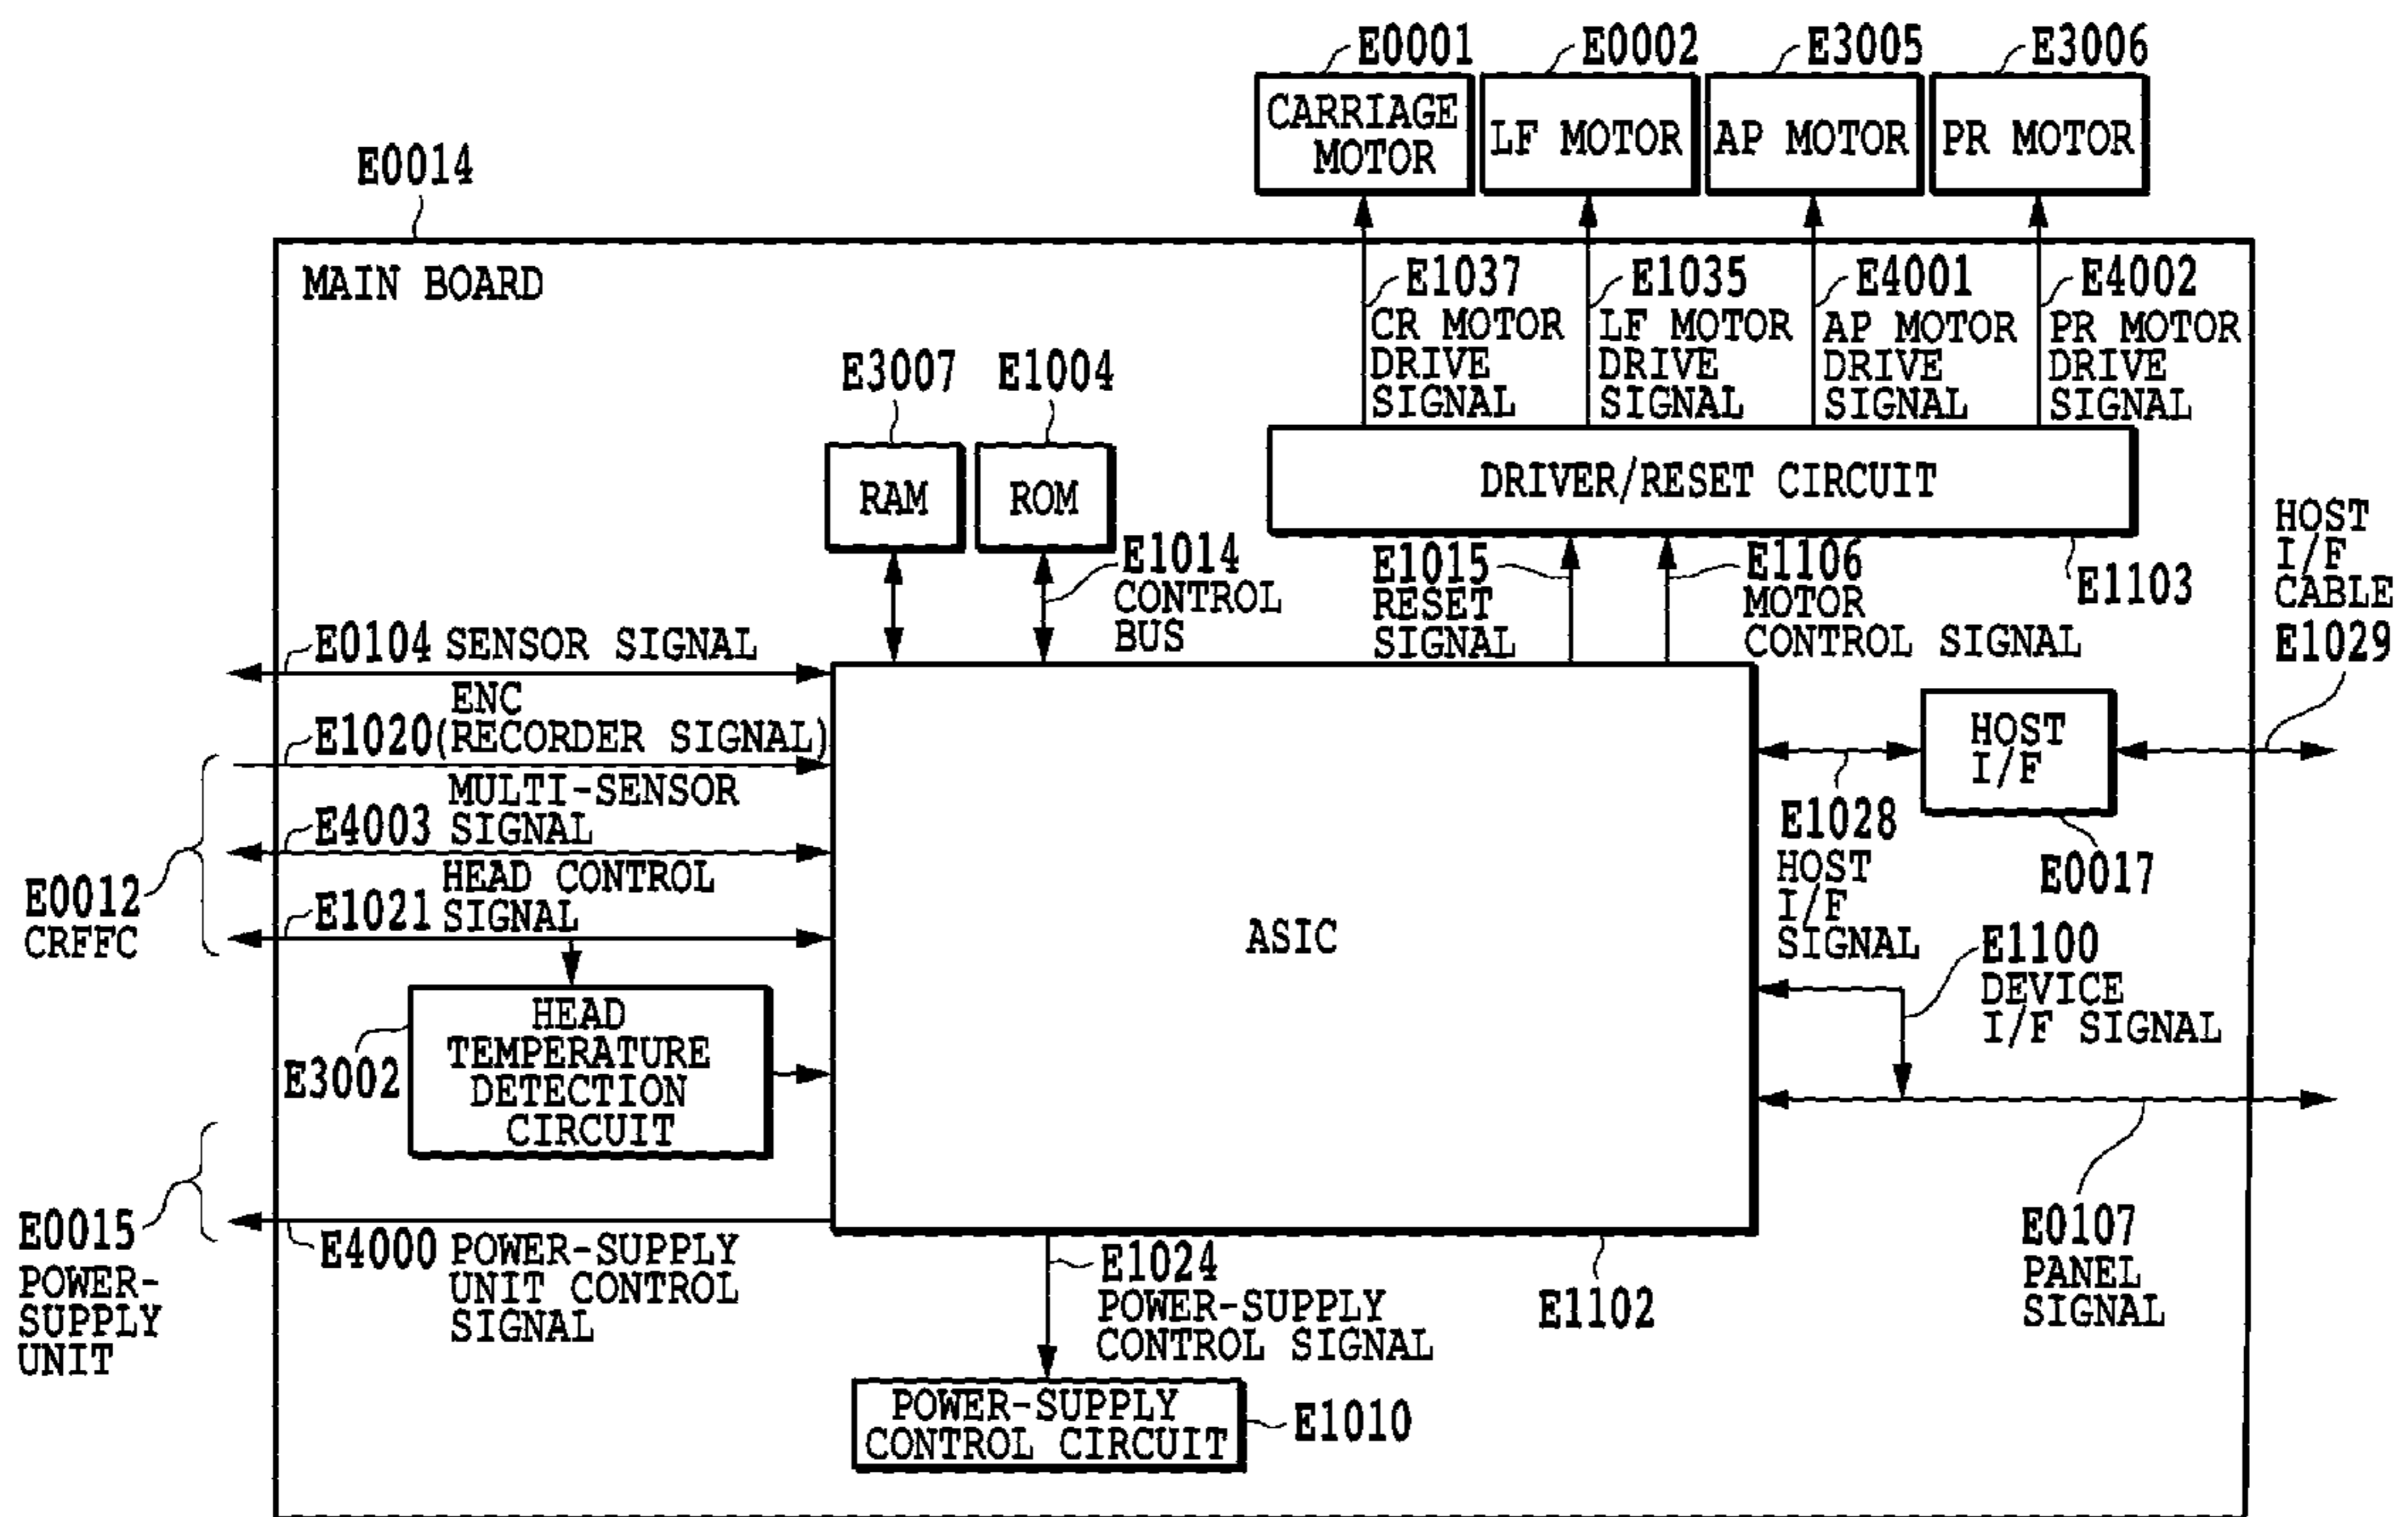 E0001
E0002
E3005
E3006
CARRIAGE
MOTOR
LF MOTOR
AP MOTOR
PR MOTOR
E0014
MAIN BOARD
E1037
CR MOTOR
DRIVE
SIGNAL
E1035
LF MOTOR
DRIVE
SIGNAL
E4001
AP MOTOR
DRIVE
SIGNAL
E4002
PR MOTOR
DRIVE
SIGNAL
E3007
E1004
RAM
ROM
DRIVER/RESET CIRCUIT
E1014
CONTROL
BUS
E1015
RESET
SIGNAL
E1106
MOTOR
CONTROL SIGNAL
E1103
HOST
I/F
CABLE
E1029
E0104 SENSOR SIGNAL
ENC
E1020(RECORDER SIGNAL)
MULTI-SENSOR
E4003 SIGNAL
HEAD CONTROL
E1021 SIGNAL
E0012
CRFFC
ASIC
HOST
I/F
E1028
HOST
I/F
SIGNAL
E0017
E1100
DEVICE
I/F SIGNAL
HEAD
TEMPERATURE
DETECTION
CIRCUIT
E3002
E0015
POWER-
SUPPLY
UNIT
E4000 POWER-SUPPLY
UNIT CONTROL
SIGNAL
E1024
POWER-SUPPLY
CONTROL SIGNAL
E1102
E0107
PANEL
SIGNAL
POWER-SUPPLY
CONTROL CIRCUIT
E1010